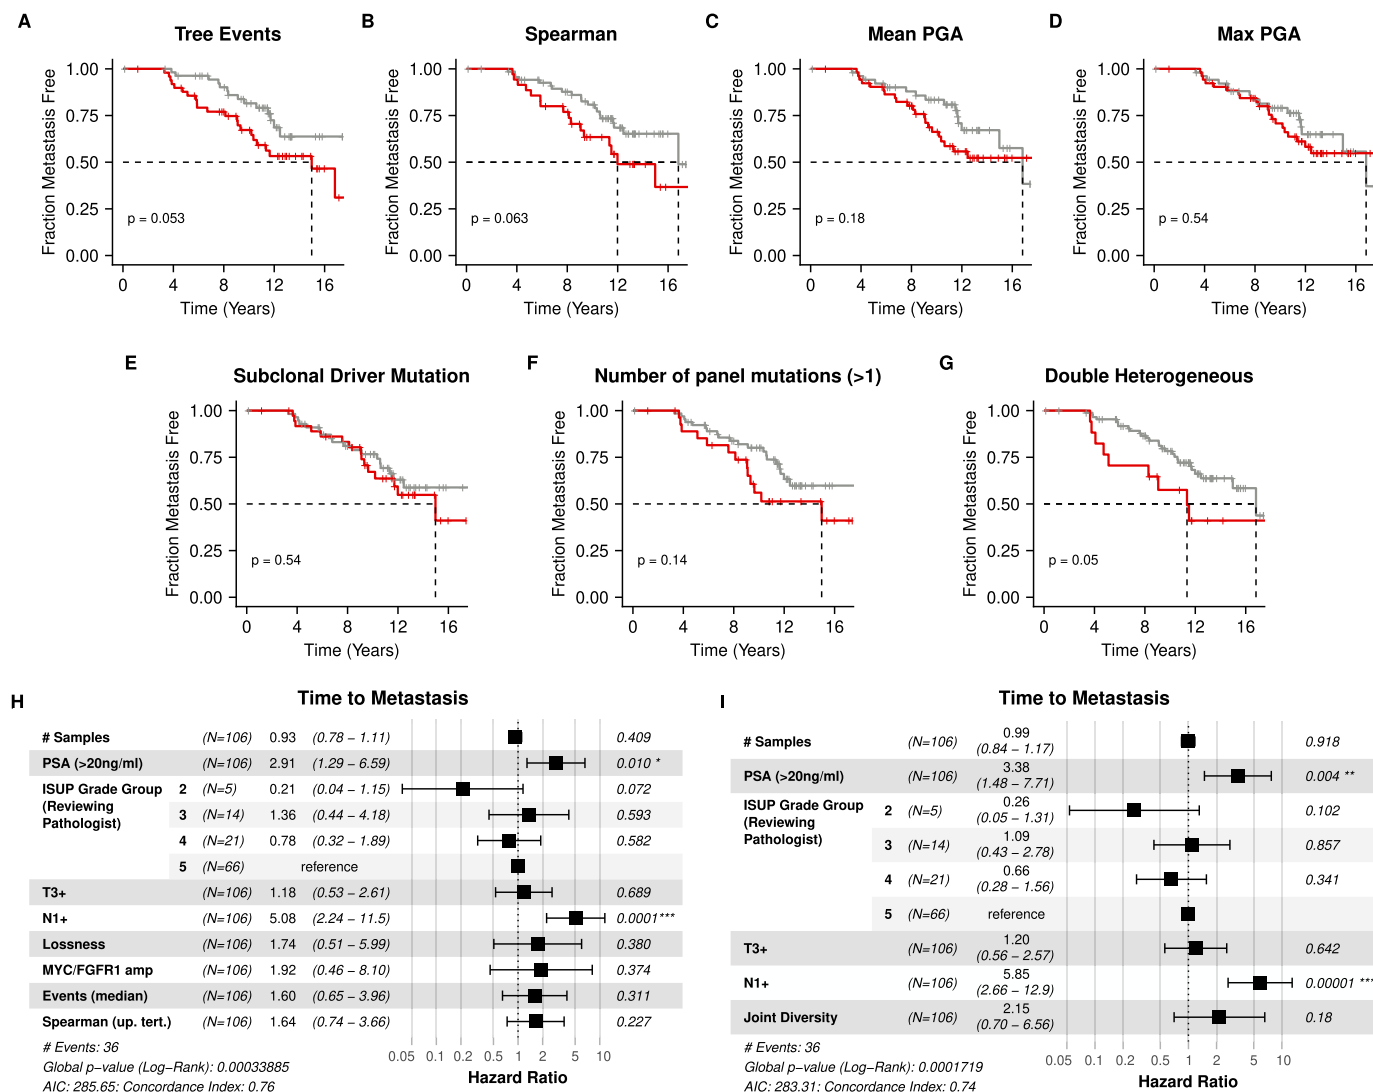 A
Tree Events
Fraction Metastasis Free
1.00
0.75
0.50
0.25
0.00
p = 0.053
0 4 8 12 16
Time (Years)
B
Spearman
Fraction Metastasis Free
1.00
0.75
0.50
0.25
0.00
p = 0.063
0 4 8 12 16
Time (Years)
C
Mean PGA
Fraction Metastasis Free
1.00
0.75
0.50
0.25
0.00
p = 0.18
0 4 8 12 16
Time (Years)
D
Max PGA
Fraction Metastasis Free
1.00
0.75
0.50
0.25
0.00
p = 0.54
0 4 8 12 16
Time (Years)
E
Subclonal Driver Mutation
Fraction Metastasis Free
1.00
0.75
0.50
0.25
0.00
p = 0.54
0 4 8 12 16
Time (Years)
F
Number of panel mutations (>1)
Fraction Metastasis Free
1.00
0.75
0.50
0.25
0.00
p = 0.14
0 4 8 12 16
Time (Years)
G
Double Heterogeneous
Fraction Metastasis Free
1.00
0.75
0.50
0.25
0.00
p = 0.05
0 4 8 12 16
Time (Years)
H
Time to Metastasis
# Samples (N=106) 0.93 (0.78 − 1.11) 0.409
PSA (>20ng/ml) (N=106) 2.91 (1.29 − 6.59) 0.010 *
ISUP Grade Group 2 (N=5) 0.21 (0.04 − 1.15) 0.072
(Reviewing
Pathologist) 3 (N=14) 1.36 (0.44 − 4.18) 0.593
4 (N=21) 0.78 (0.32 − 1.89) 0.582
5 (N=66) reference
T3+ (N=106) 1.18 (0.53 − 2.61) 0.689
N1+ (N=106) 5.08 (2.24 − 11.5) 0.0001***
Lossness (N=106) 1.74 (0.51 − 5.99) 0.380
MYC/FGFR1 amp (N=106) 1.92 (0.46 − 8.10) 0.374
Events (median) (N=106) 1.60 (0.65 − 3.96) 0.311
Spearman (up. tert.) (N=106) 1.64 (0.74 − 3.66) 0.227
# Events: 36
0.05 0.1 0.2 0.5 1 2 5 10
Global p−value (Log−Rank): 0.00033885
Hazard Ratio
AIC: 285.65; Concordance Index: 0.76
I
Time to Metastasis
# Samples (N=106) 0.99 (0.84 − 1.17) 0.918
PSA (>20ng/ml) (N=106) 3.38 (1.48 − 7.71) 0.004 **
ISUP Grade Group 2 (N=5) 0.26 (0.05 − 1.31) 0.102
(Reviewing
Pathologist) 3 (N=14) 1.09 (0.43 − 2.78) 0.857
4 (N=21) 0.66 (0.28 − 1.56) 0.341
5 (N=66) reference
T3+ (N=106) 1.20 (0.56 − 2.57) 0.642
N1+ (N=106) 5.85 (2.66 − 12.9) 0.00001 ***
Joint Diversity (N=106) 2.15 (0.70 − 6.56) 0.18
# Events: 36
0.05 0.1 0.2 0.5 1 2 5 10
Global p−value (Log−Rank): 0.0001719
Hazard Ratio
AIC: 283.31; Concordance Index: 0.74